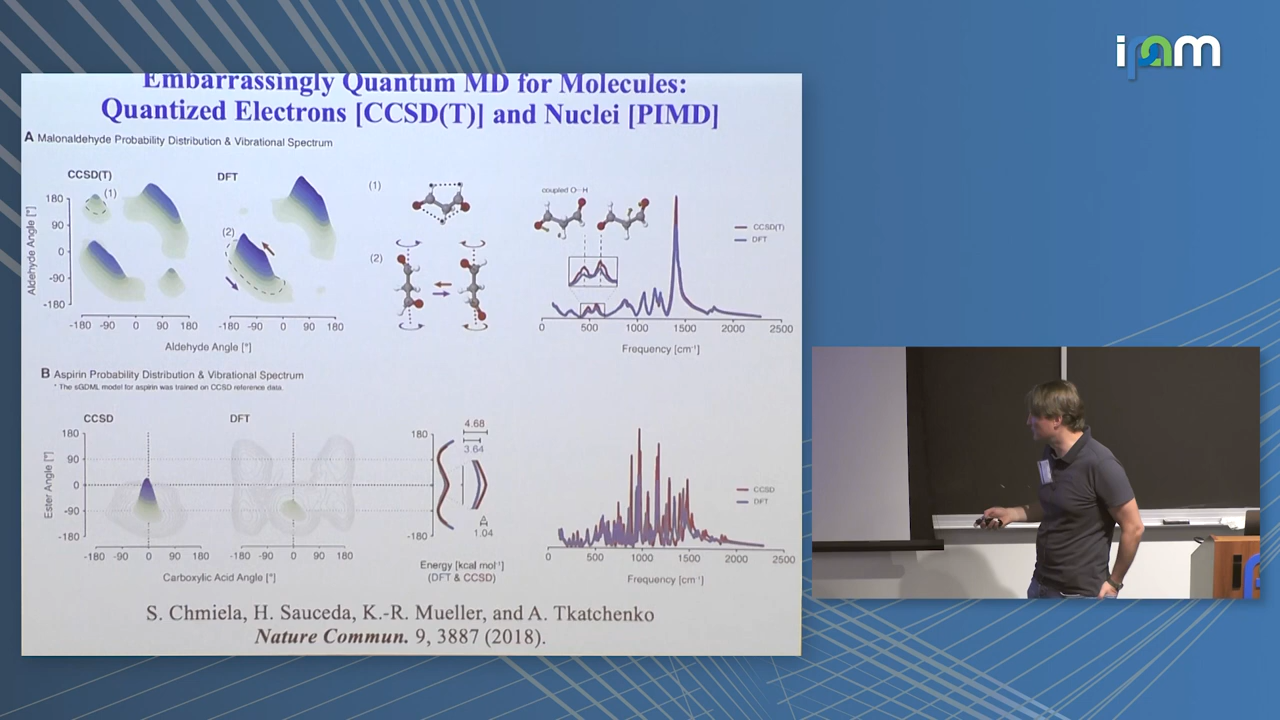 ipam
Embarrassingly Quantum MD for Molecules:
Quantized Electrons [CCSD(T)] and Nuclei [PIMD]
A Malonaldehyde Probability Distribution & Vibrational Spectrum
CCSD(T)
DFT
(1)
(2)
Aldehyde Angle [°]
180
90
0
-90
-180
-180 -90 0 90 180
-180 -90 0 90 180
Aldehyde Angle [°]
(1)
(2)
coupled O--H
CCSD(T)
DFT
0 500 1000 1500 2000 2500
Frequency [cm⁻¹]
B Aspirin Probability Distribution & Vibrational Spectrum
* The sGDML model for aspirin was trained on CCSD reference data.
CCSD
DFT
Ester Angle [°]
180
90
0
-90
-180
-180 -90 0 90 180
-180 -90 0 90 180
Carboxylic Acid Angle [°]
180
-180
4.68
3.64
1.04
Energy [kcal mol⁻¹]
(DFT & CCSD)
CCSD
DFT
0 500 1000 1500 2000 2500
Frequency [cm⁻¹]
S. Chmiela, H. Sauceda, K.-R. Mueller, and A. Tkatchenko
Nature Commun. 9, 3887 (2018).